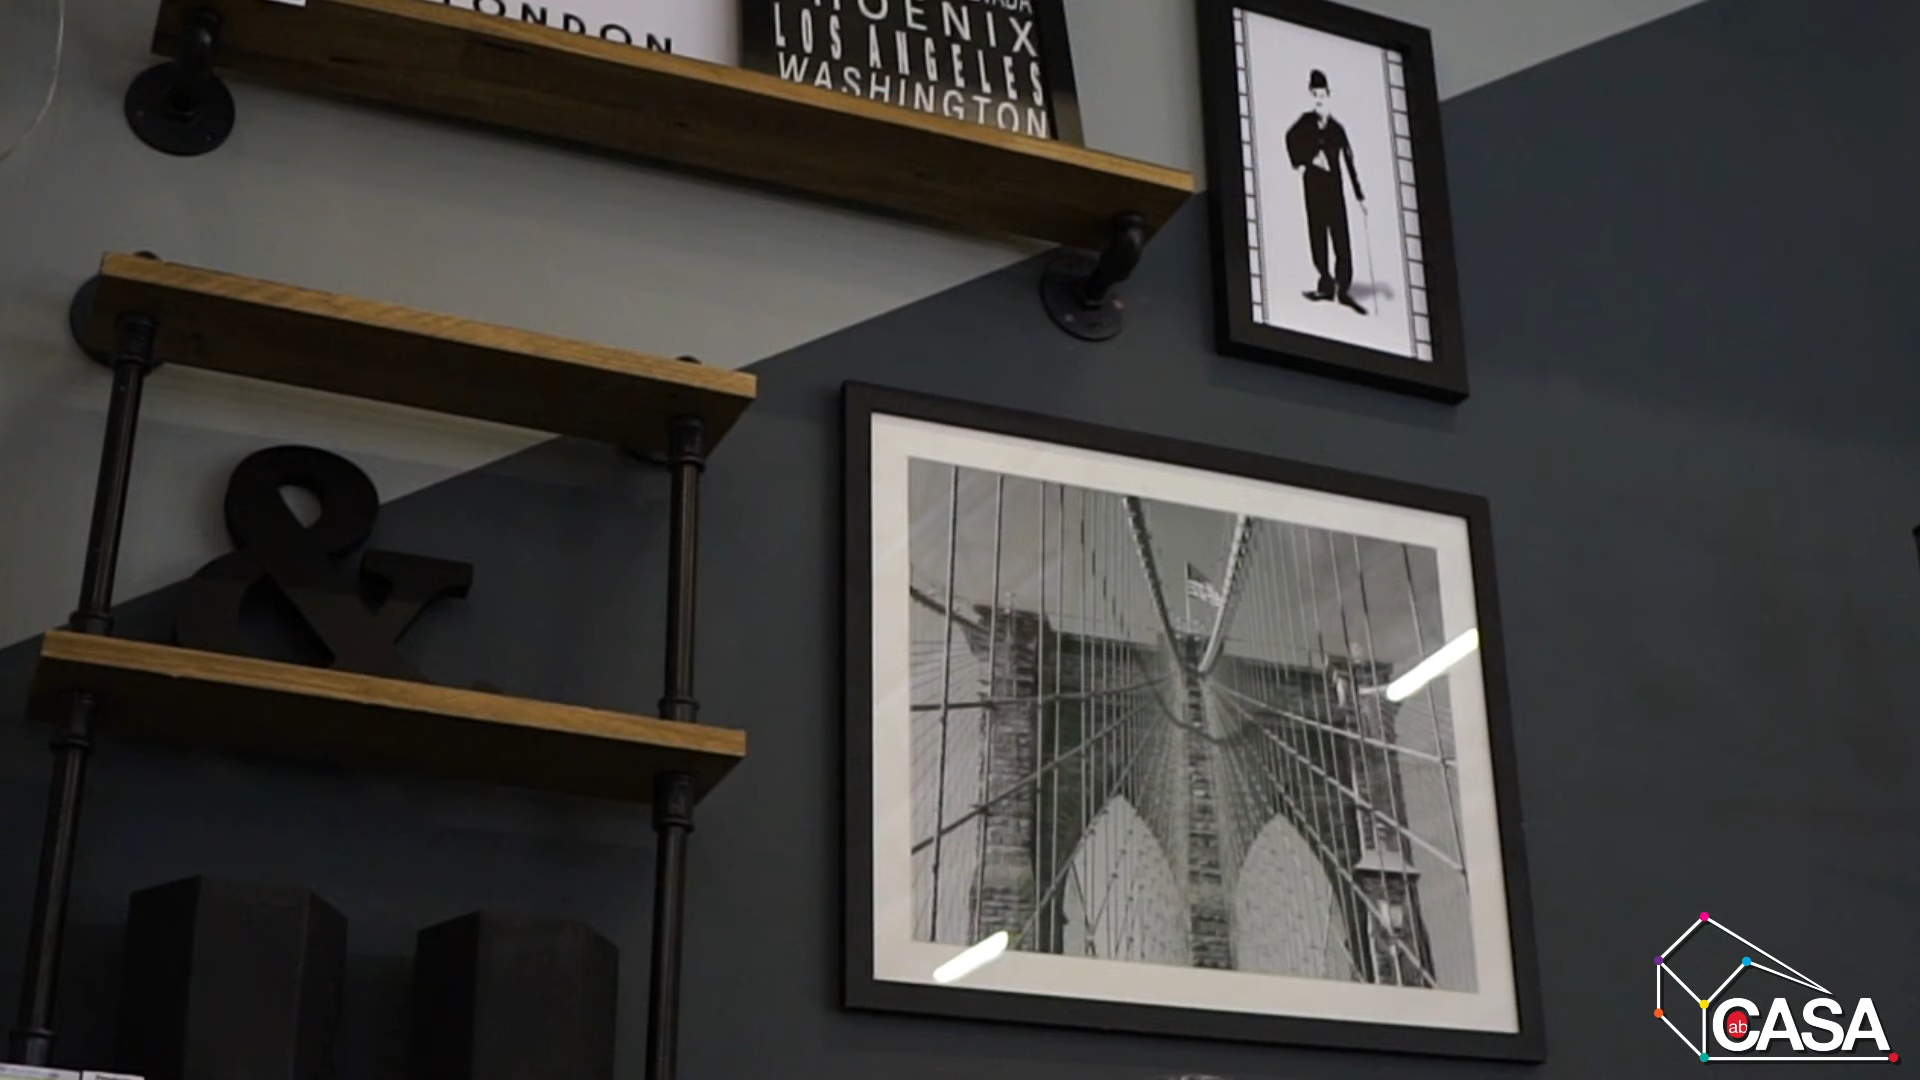 LONDON
PHOENIX
LOS ANGELES
WASHINGTON
&
ab
CASA